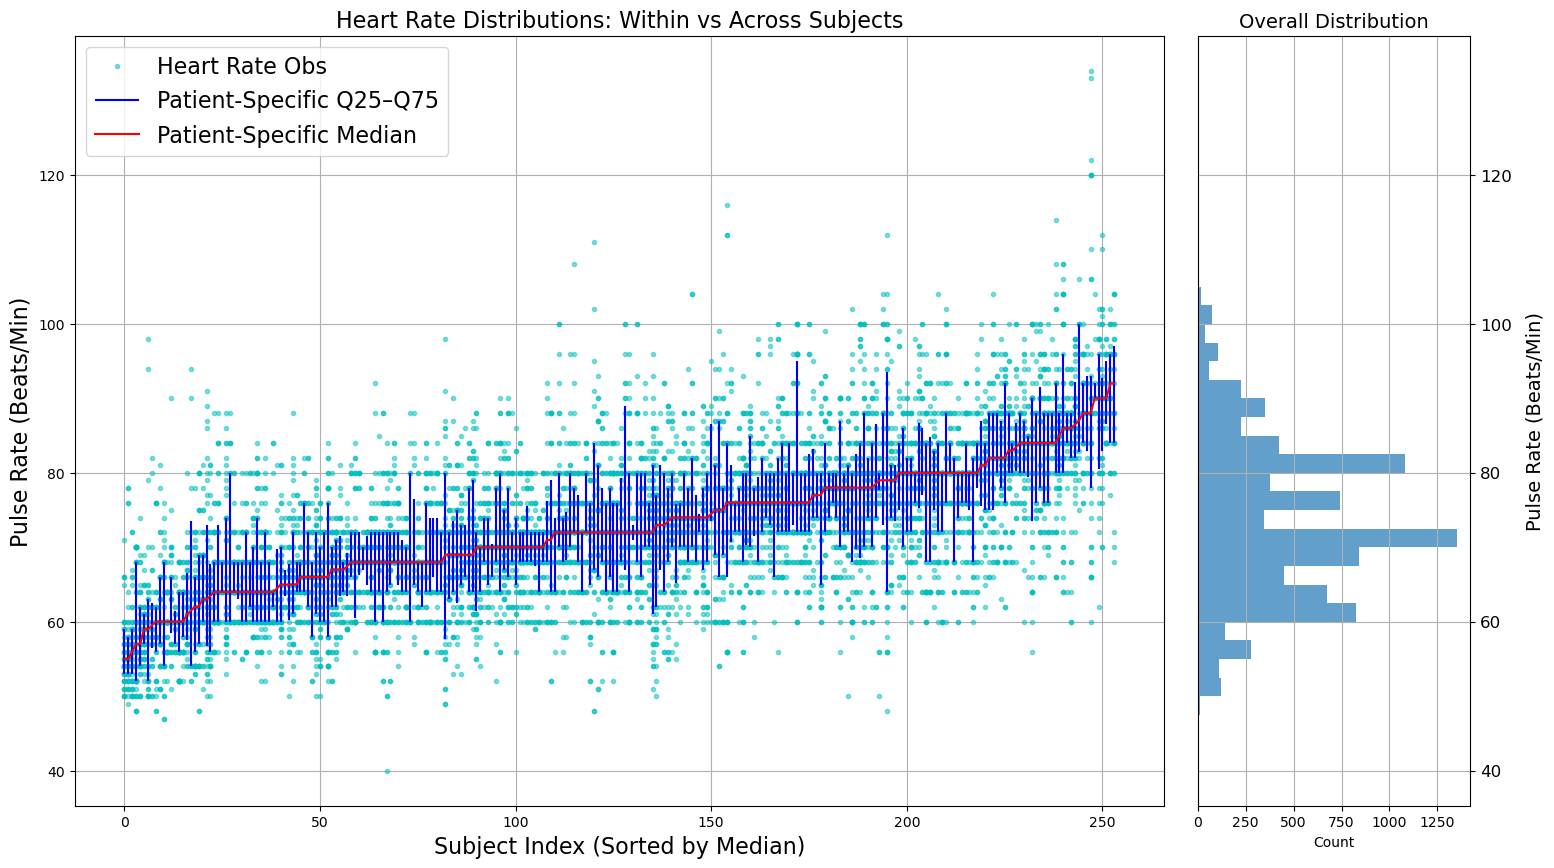 Heart Rate Distributions: Within vs Across Subjects
Overall Distribution
Heart Rate Obs
Patient-Specific Q25–Q75
Patient-Specific Median
Pulse Rate (Beats/Min)
120
100
80
60
40
0
50
100
150
200
250
Subject Index (Sorted by Median)
120
100
80
60
40
Pulse Rate (Beats/Min)
0
250
500
750
1000
1250
Count